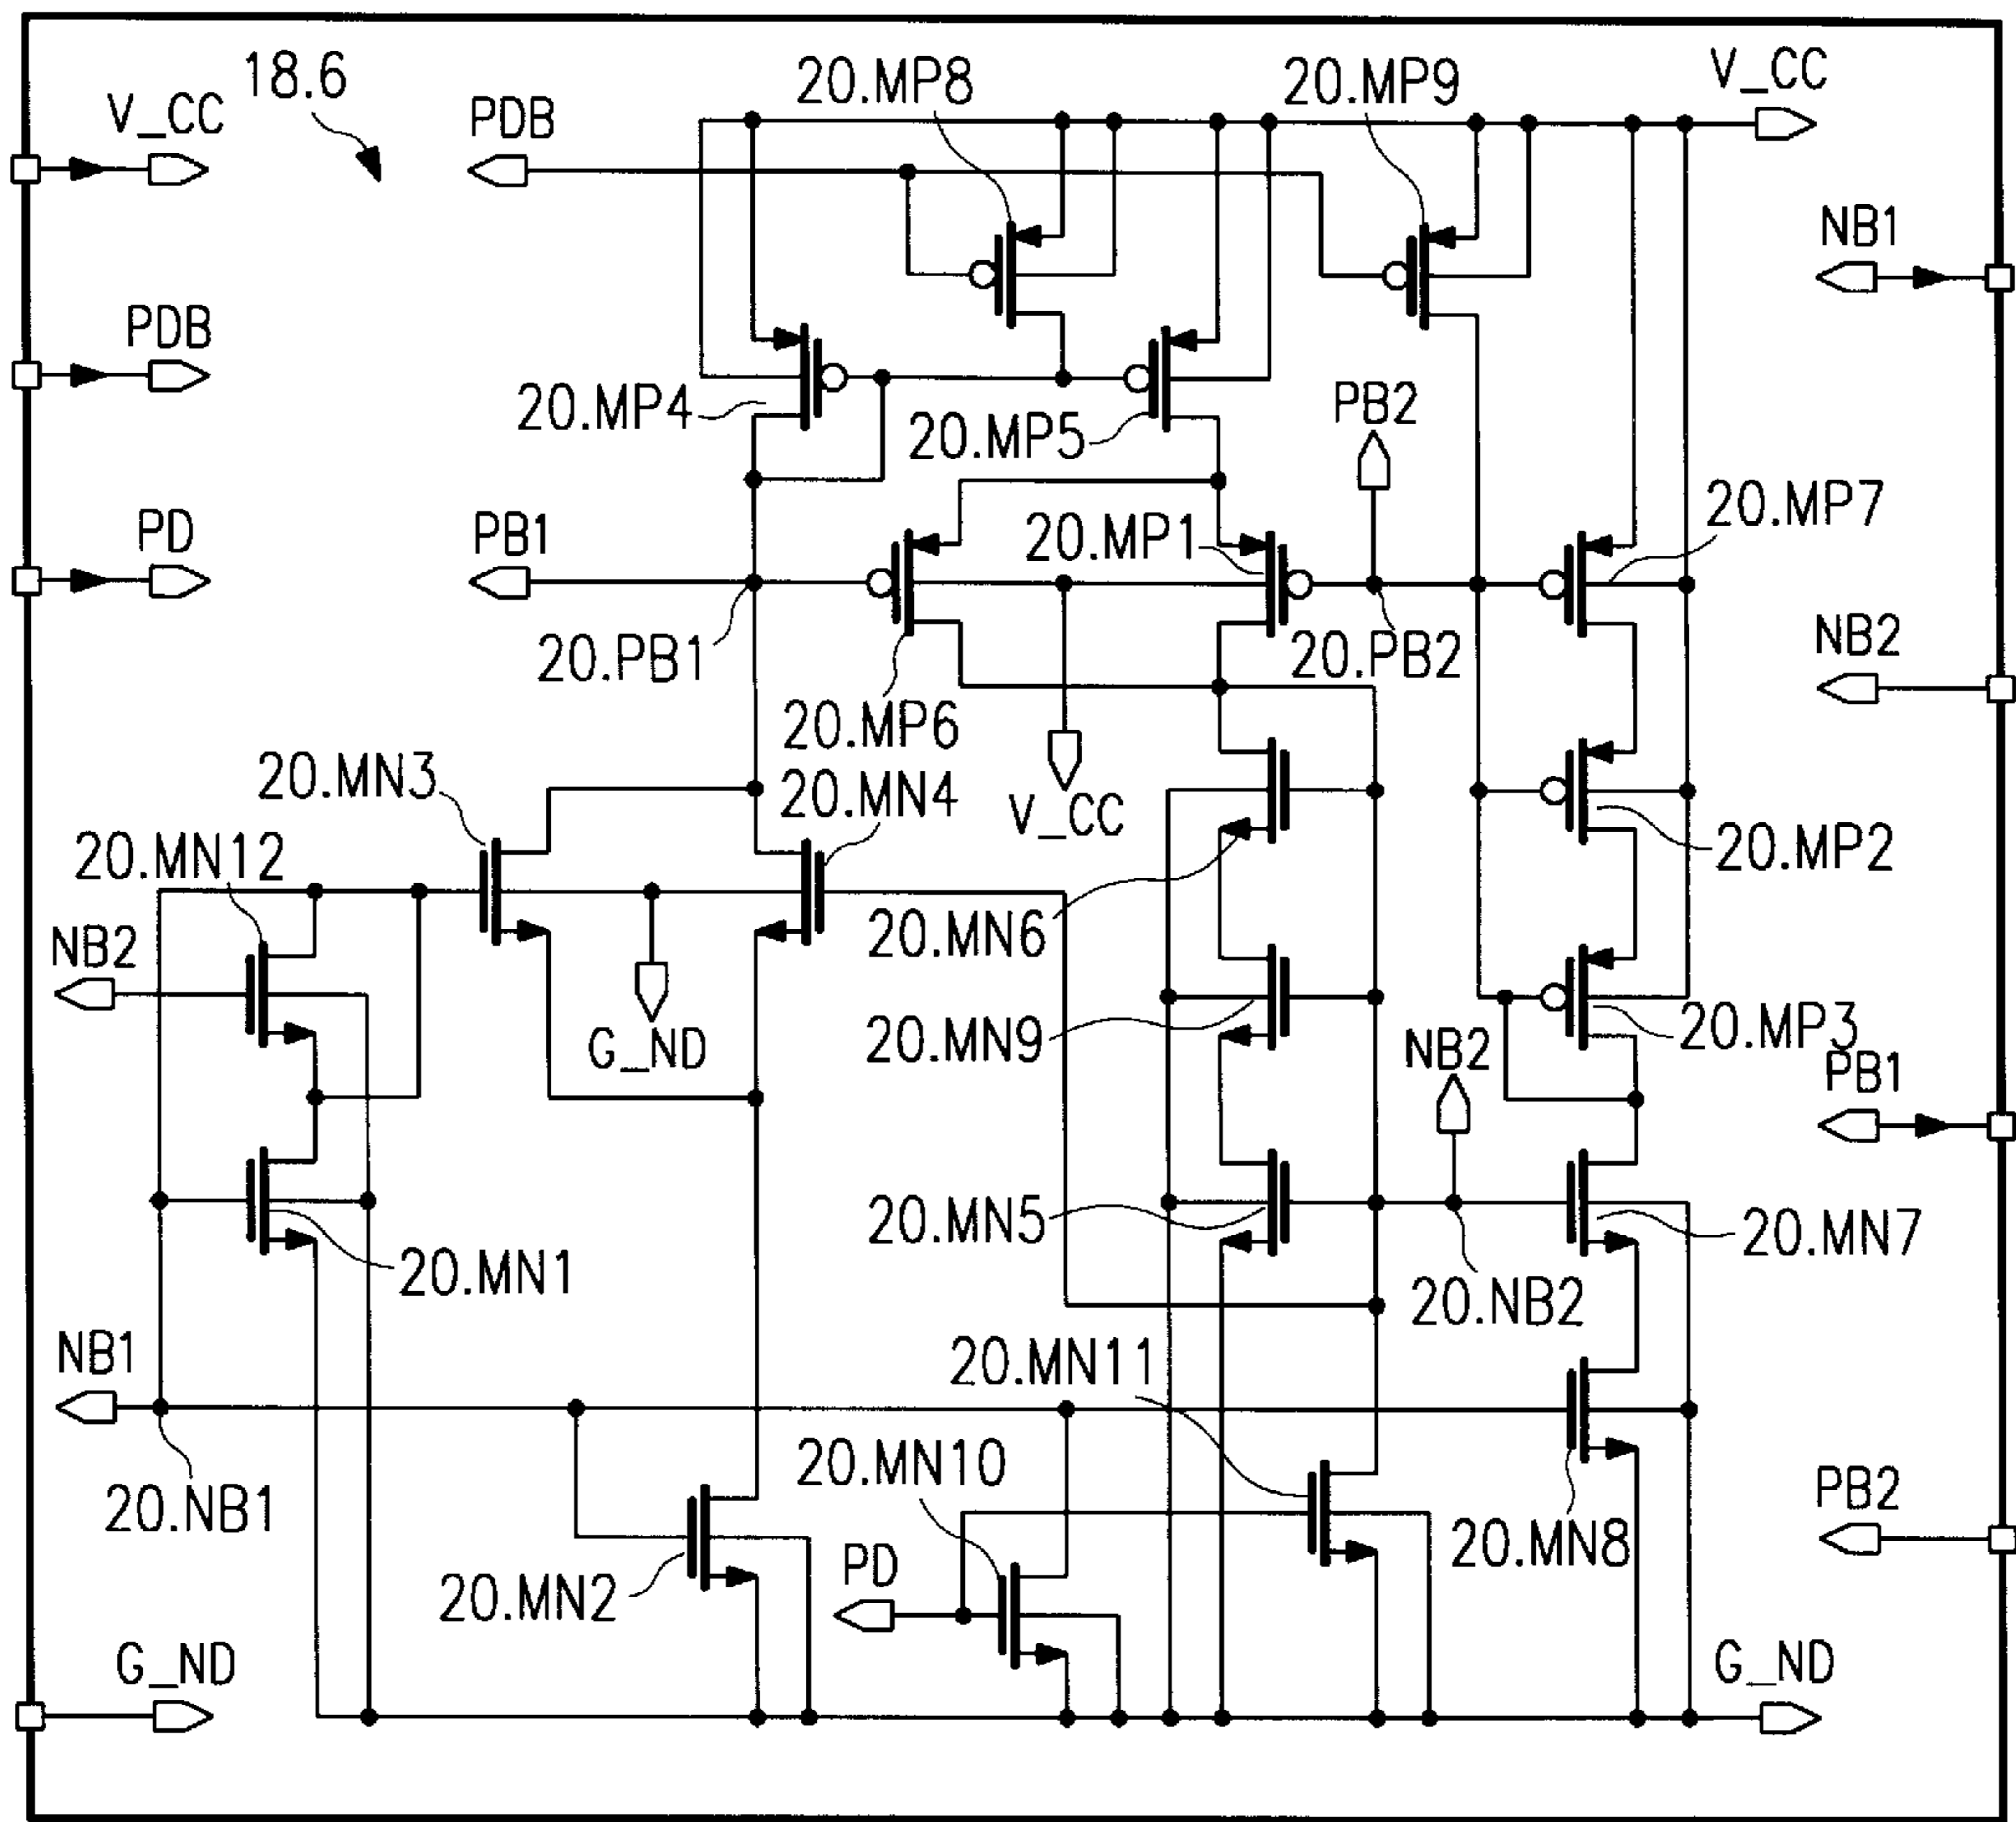 18.6
20.MP8
20.MP9
V_CC
V_CC
PDB
NB1
PDB
20.MP4
20.MP5
PB2
PD
PB1
20.MP1
20.MP7
20.PB1
20.PB2
NB2
20.MP6
20.MN3
20.MN4
V_CC
20.MP2
20.MN12
NB2
20.MN6
G_ND
20.MN9
NB2
20.MP3
PB1
20.MN1
20.MN5
20.MN7
20.NB2
NB1
20.MN11
20.NB1
20.MN10
PB2
20.MN2
PD
20.MN8
G_ND
G_ND